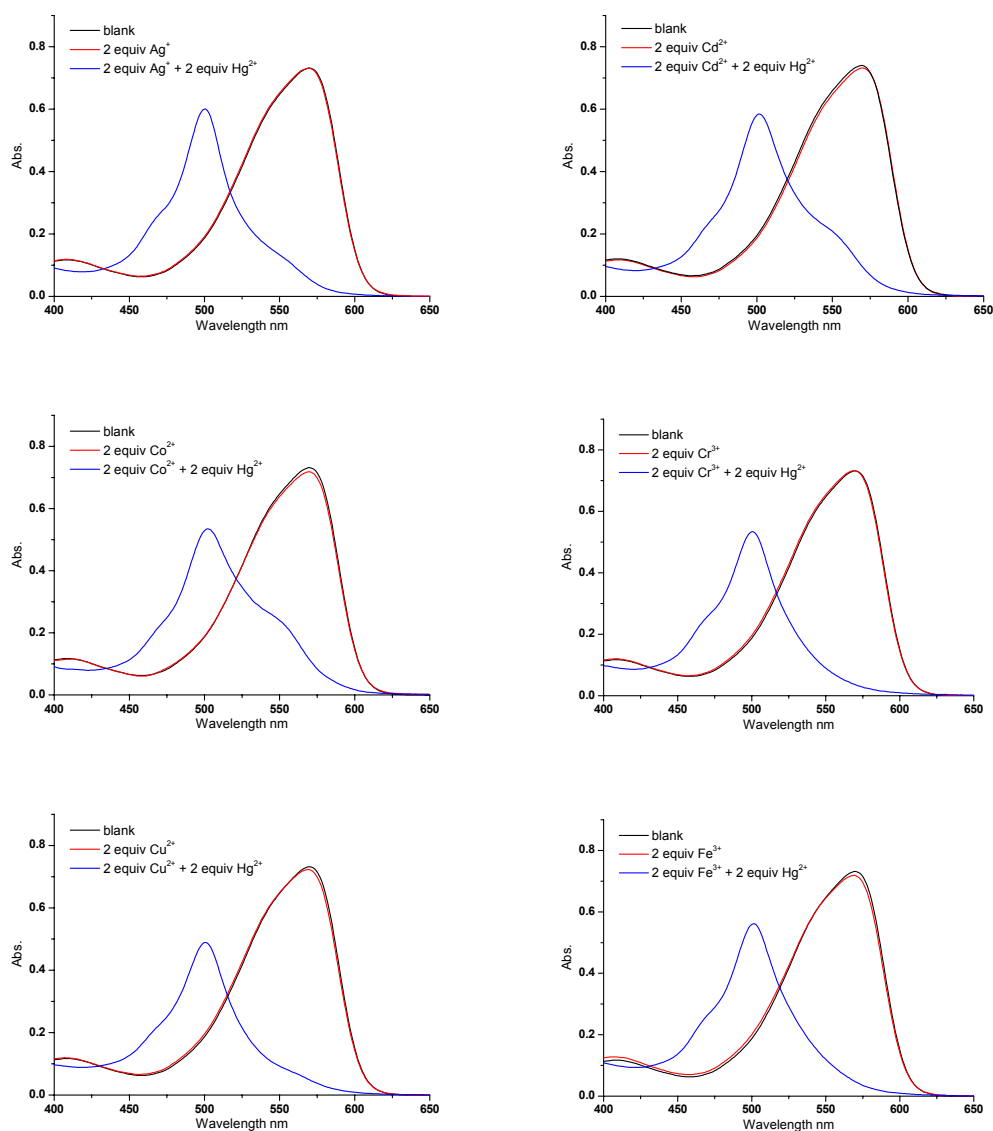 blank
2 equiv Ag⁺
2 equiv Ag⁺ + 2 equiv Hg²⁺
0.8
0.6
0.4
0.2
0.0
Abs.
400 450 500 550 600 650
Wavelength nm
blank
2 equiv Cd²⁺
2 equiv Cd²⁺ + 2 equiv Hg²⁺
0.8
0.6
0.4
0.2
0.0
Abs.
400 450 500 550 600 650
Wavelength nm
blank
2 equiv Co²⁺
2 equiv Co²⁺ + 2 equiv Hg²⁺
0.8
0.6
0.4
0.2
0.0
Abs.
400 450 500 550 600 650
Wavelength nm
blank
2 equiv Cr³⁺
2 equiv Cr³⁺ + 2 equiv Hg²⁺
0.8
0.6
0.4
0.2
0.0
Abs.
400 450 500 550 600 650
Wavelength nm
blank
2 equiv Cu²⁺
2 equiv Cu²⁺ + 2 equiv Hg²⁺
0.8
0.6
0.4
0.2
0.0
Abs.
400 450 500 550 600 650
Wavelength nm
blank
2 equiv Fe³⁺
2 equiv Fe³⁺ + 2 equiv Hg²⁺
0.8
0.6
0.4
0.2
0.0
Abs.
400 450 500 550 600 650
Wavelength nm